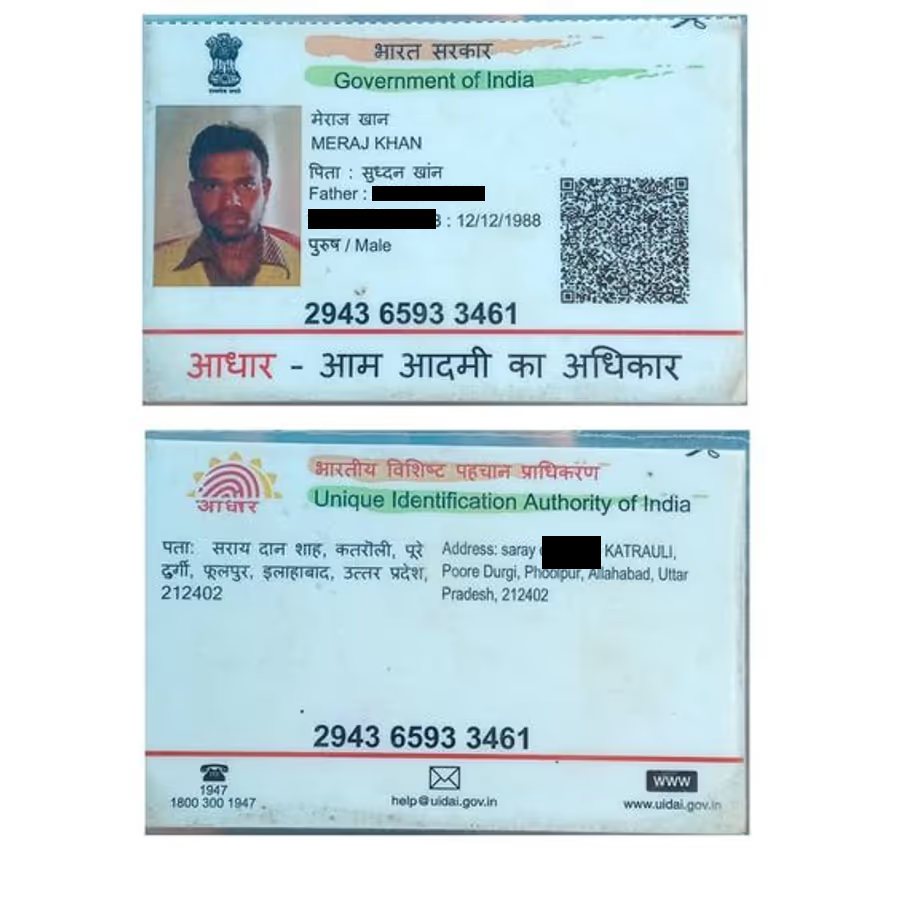 भारत सरकार
Government of India
मेराज खान
MERAJ KHAN
पिता : सुध्दन खांन
Father :
: 12/12/1988
पुरुष / Male
2943 6593 3461
आधार - आम आदमी का अधिकार
भारतीय विशिष्ट पहचान प्राधिकरण
Unique Identification Authority of India
आधार
पता: सराय दान शाह, कतरौली, पूरे
दुर्गी, फूलपुर, इलाहाबाद, उत्तर प्रदेश,
212402
Address: saray KATRAULI,
Poore Durgi, Phoolpur, Allahabad, Uttar
Pradesh, 212402
2943 6593 3461
1947
1800 300 1947
help@uidai.gov.in
www
www.uidai.gov.in